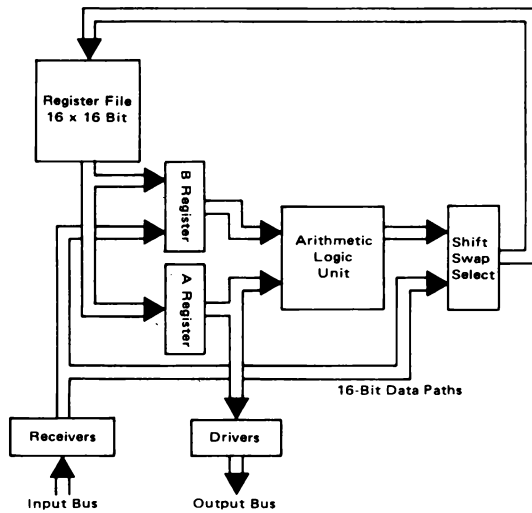 Register File
16 x 16 Bit
B Register
A Register
Arithmetic
Logic
Unit
Shift
Swap
Select
16-Bit Data Paths
Receivers
Drivers
Input Bus
Output Bus